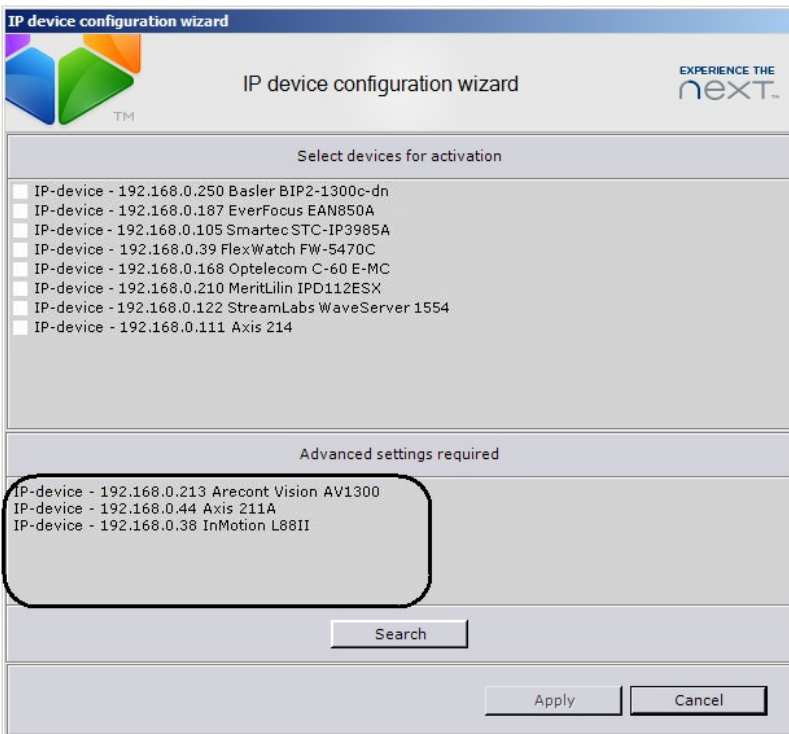 IP device configuration wizard
IP device configuration wizard
EXPERIENCE THE
next™
TM
Select devices for activation
IP-device - 192.168.0.250 Basler BIP2-1300c-dn
IP-device - 192.168.0.187 EverFocus EAN850A
IP-device - 192.168.0.105 Smartec STC-IP3985A
IP-device - 192.168.0.39 FlexWatch FW-5470C
IP-device - 192.168.0.168 Optelecom C-60 E-MC
IP-device - 192.168.0.210 MeritLilin IPD112ESX
IP-device - 192.168.0.122 StreamLabs WaveServer 1554
IP-device - 192.168.0.111 Axis 214
Advanced settings required
IP-device - 192.168.0.213 Arecont Vision AV1300
IP-device - 192.168.0.44 Axis 211A
IP-device - 192.168.0.38 InMotion L88II
Search
Apply Cancel